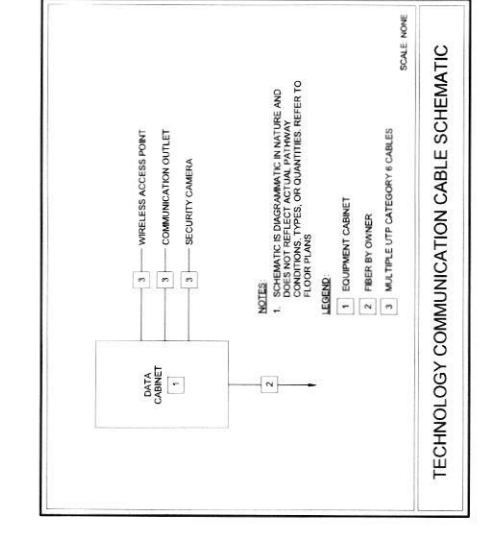 DATA
CABINET
1
3
WIRELESS ACCESS POINT
3
COMMUNICATION OUTLET
3
SECURITY CAMERA
2
NOTES:
1. SCHEMATIC IS DIAGRAMMATIC IN NATURE AND
DOES NOT REFLECT ACTUAL PATHWAY
CONDITIONS, TYPES, OR QUANTITIES. REFER TO
FLOOR PLANS
LEGEND:
1 EQUIPMENT CABINET
2 FIBER BY OWNER
3 MULTIPLE UTP CATEGORY 6 CABLES
SCALE: NONE
TECHNOLOGY COMMUNICATION CABLE SCHEMATIC